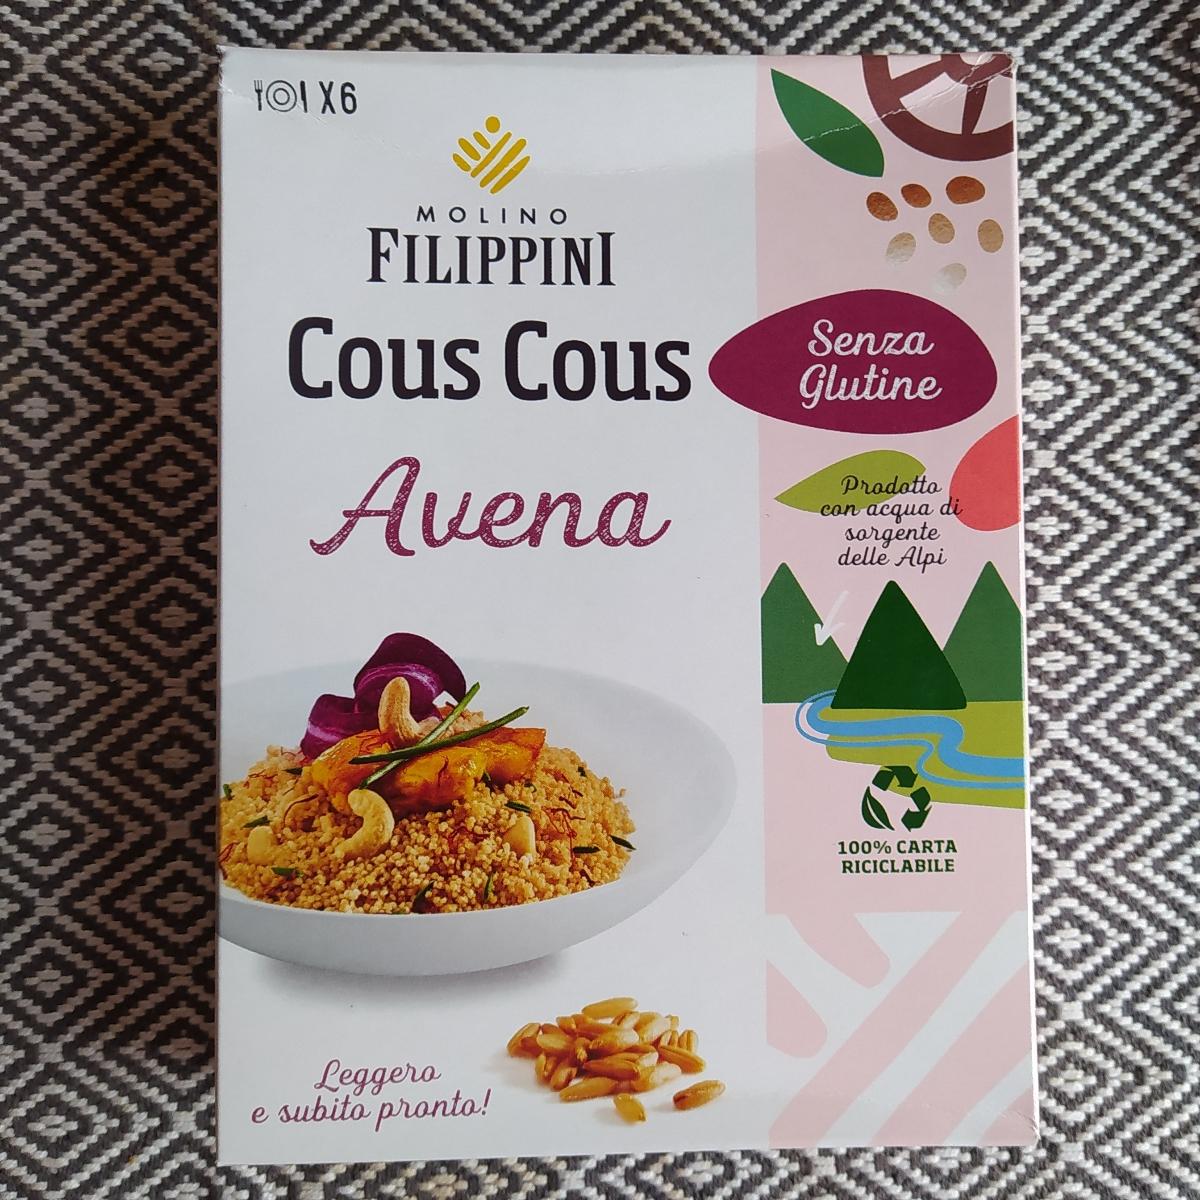 X6
MOLINO
FILIPPINI
Cous Cous
Avena
Senza
Glutine
Prodotto
con acqua di
sorgente
delle Alpi
100% CARTA
RICICLABILE
Leggero
e subito pronto!